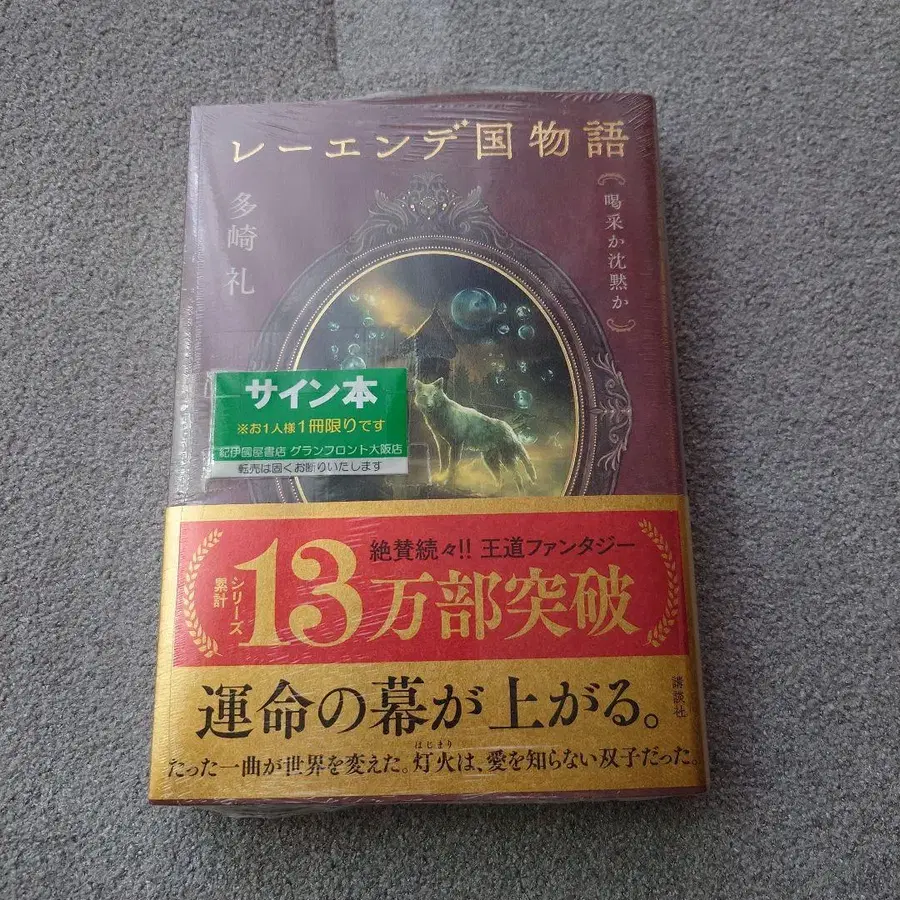 レーエンデ国物語
喝采か沈黙か
多崎礼
サイン本
※お1人様1冊限りです
紀伊國屋書店 グランフロント大阪店
転売は固くお断りいたします
絶賛続々!! 王道ファンタジー
シリーズ
累計
13万部突破
運命の幕が上がる。
講談社
はじまり
たった一曲が世界を変えた。灯火は、愛を知らない双子だった。